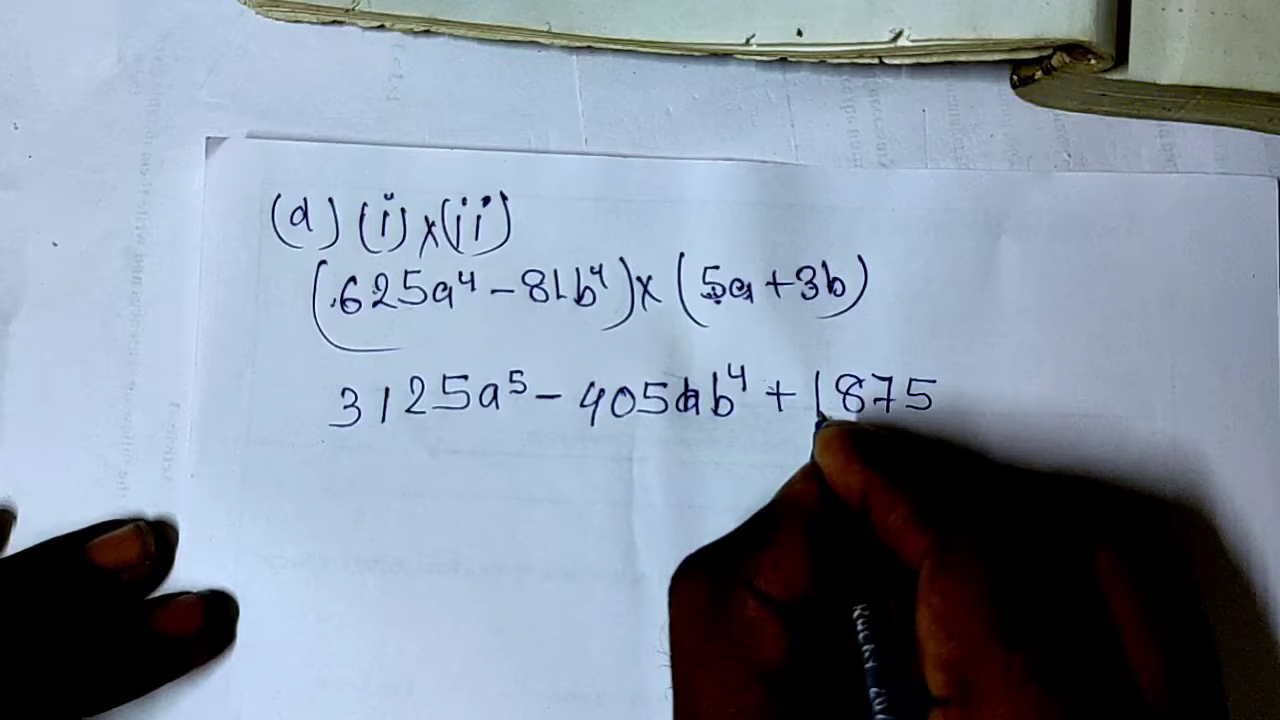 (a) (i) × (ii)
(625a⁴ - 81b⁴) × (5a + 3b)
3125a⁵ - 405ab⁴ + 1875